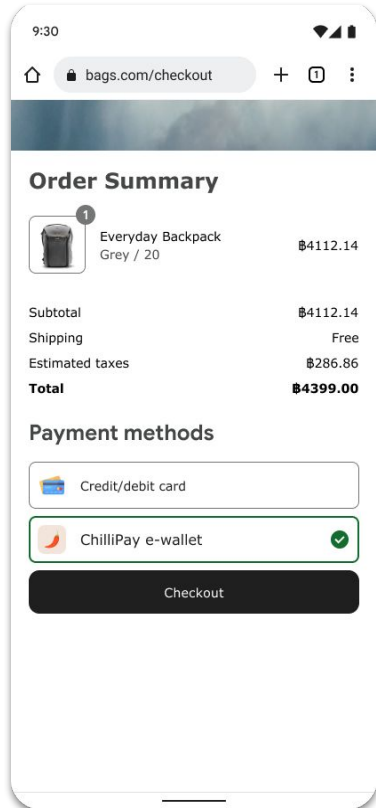 9:30
bags.com/checkout
1
Order Summary
1
Everyday Backpack
Grey / 20
฿4112.14
Subtotal ฿4112.14
Shipping Free
Estimated taxes ฿286.86
Total ฿4399.00
Payment methods
Credit/debit card
ChilliPay e-wallet
Checkout